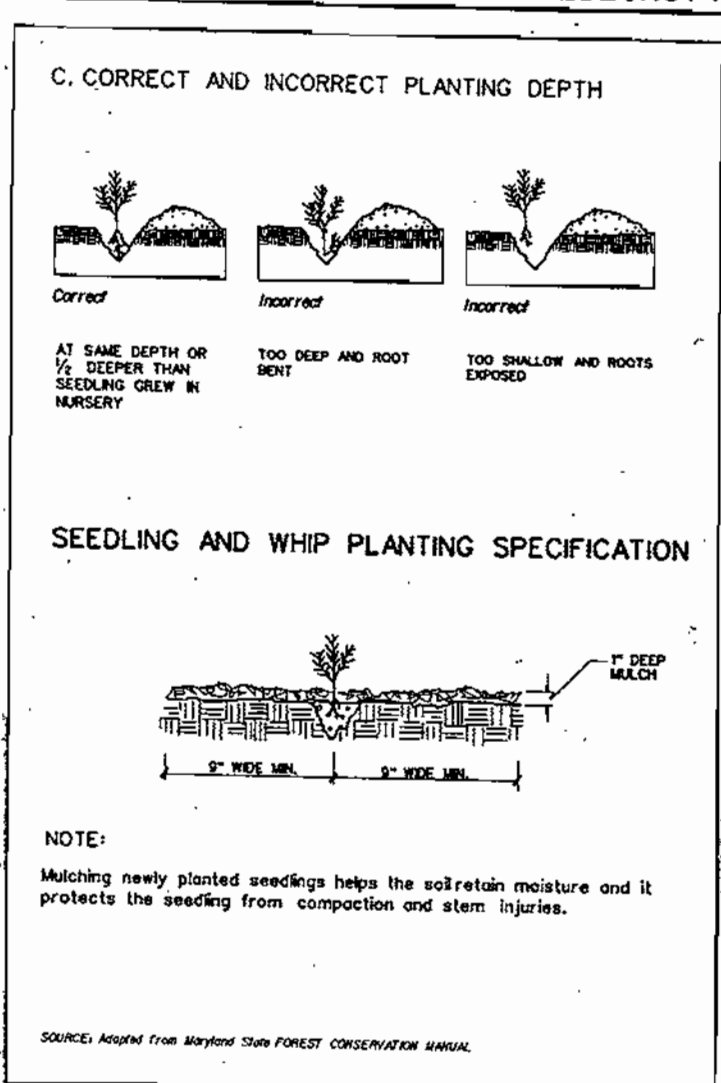 C. CORRECT AND INCORRECT PLANTING DEPTH
Correct
Incorrect
Incorrect
AT SAME DEPTH OR
½ DEEPER THAN
SEEDLING GREW IN
NURSERY
TOO DEEP AND ROOT
BENT
TOO SHALLOW AND ROOTS
EXPOSED
SEEDLING AND WHIP PLANTING SPECIFICATION
1" DEEP
MULCH
9" WIDE MIN.
9" WIDE MIN.
NOTE:
Mulching newly planted seedlings helps the soil retain moisture and it
protects the seedling from compaction and stem injuries.
SOURCE: Adapted from Maryland State FOREST CONSERVATION MANUAL.